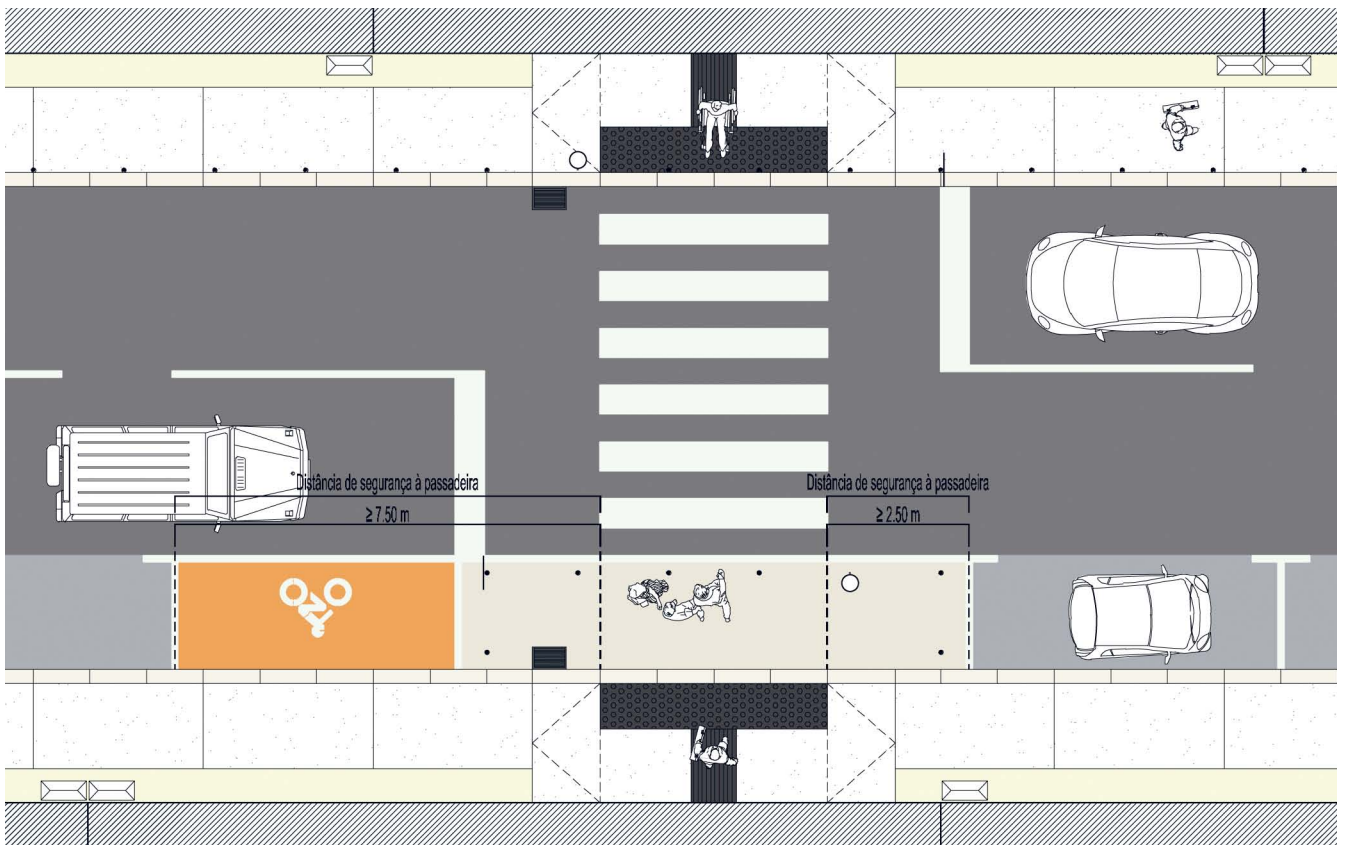 Distância de segurança à passadeira
≥ 7.50 m
Distância de segurança à passadeira
≥ 2.50 m